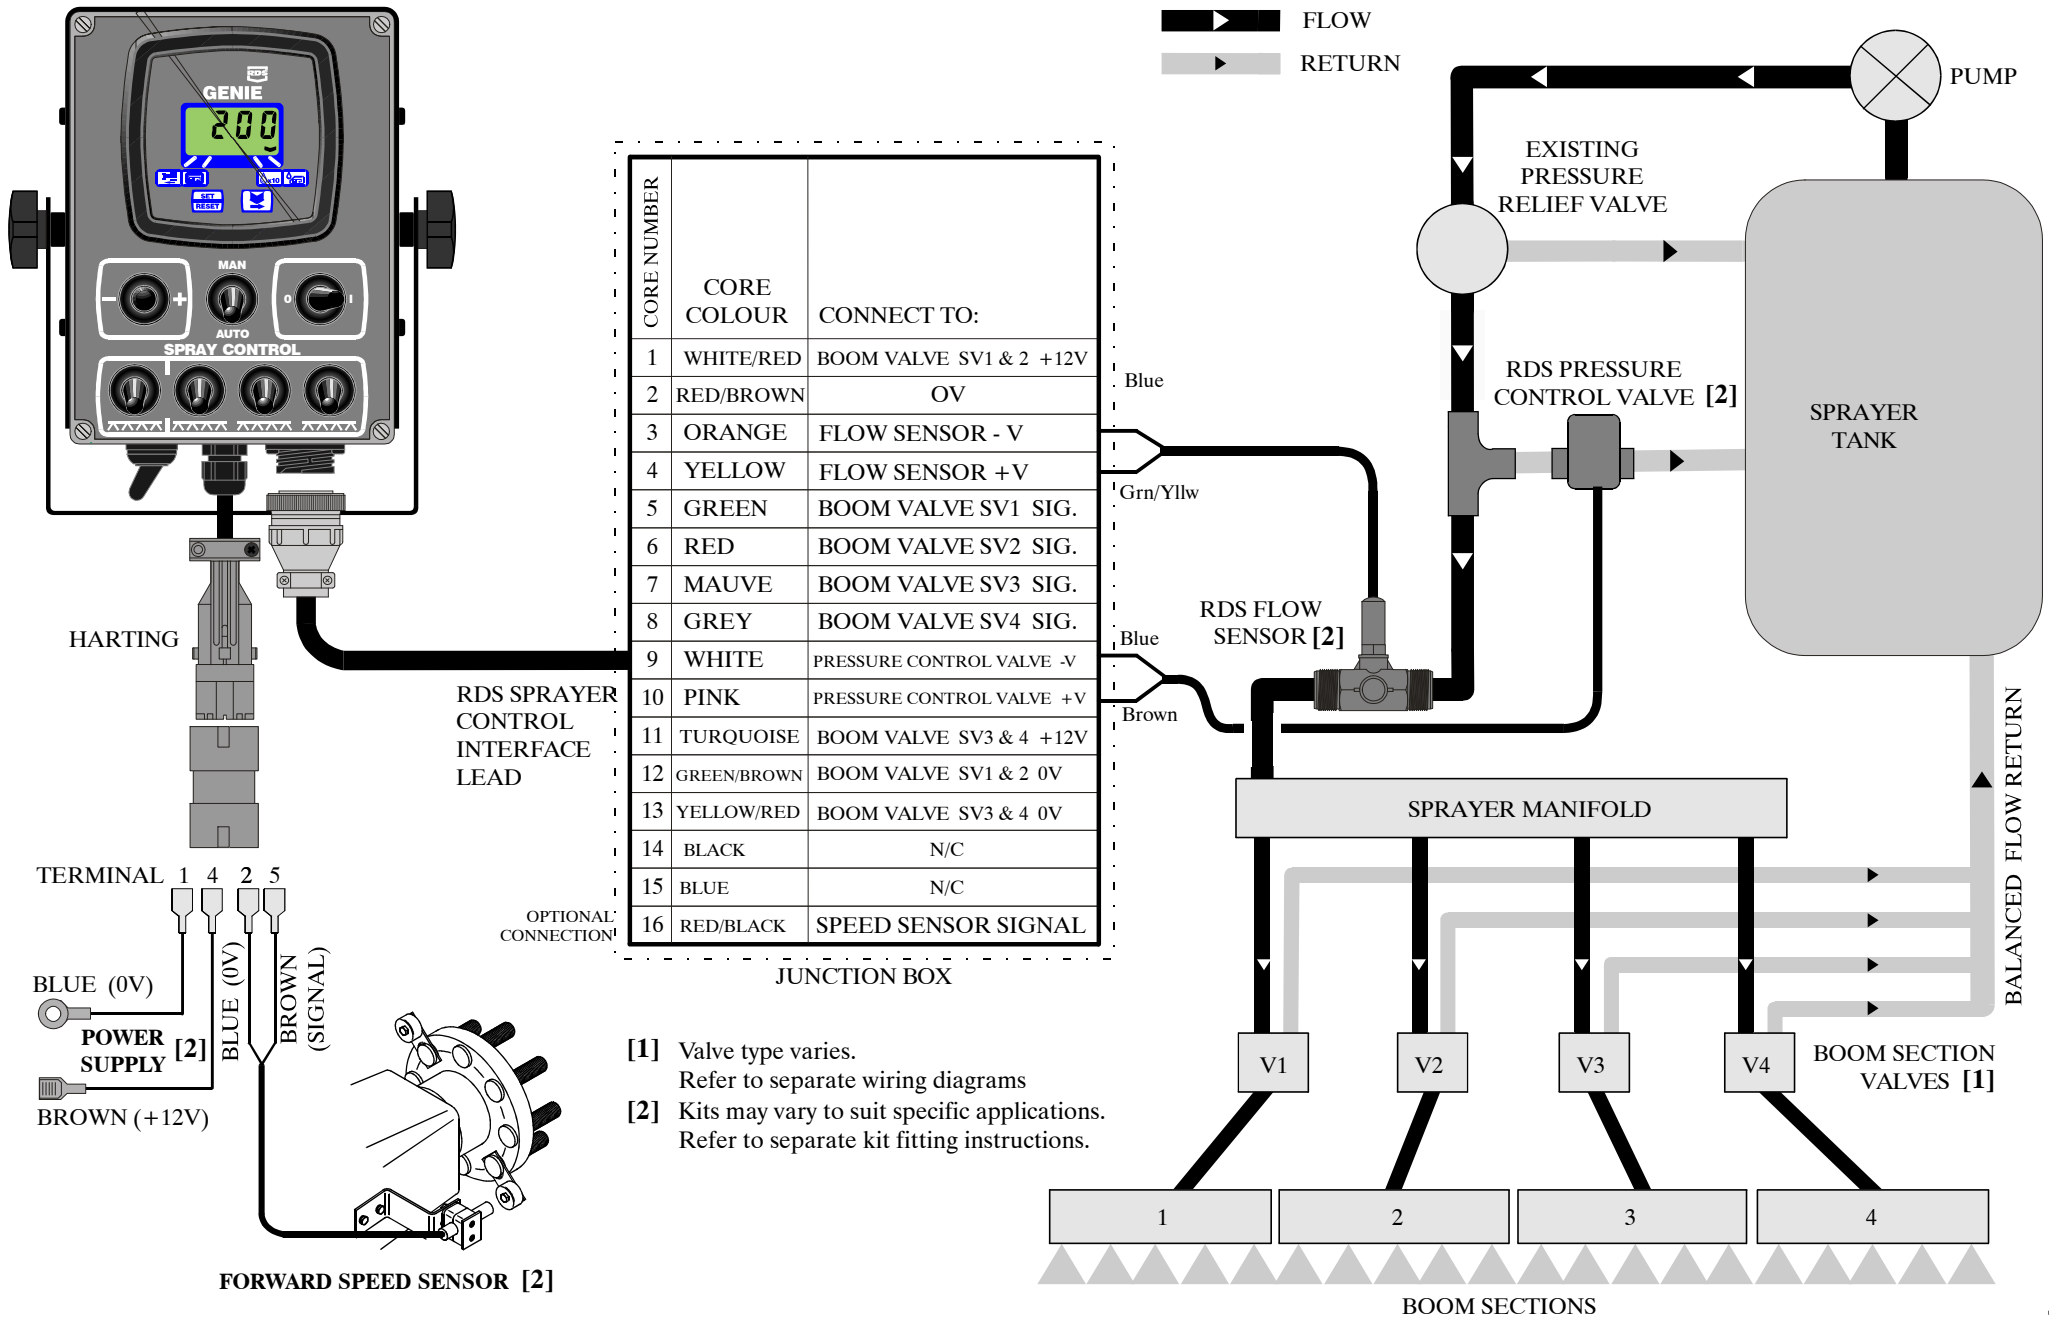 RDS
GENIE
200
x10
SET
RESET
MAN
- +
0 I
AUTO
SPRAY CONTROL
HARTING
RDS SPRAYER
CONTROL
INTERFACE
LEAD
TERMINAL 1 4 2 5
BLUE (0V)
POWER
SUPPLY [2]
BROWN (+12V)
BLUE (0V)
BROWN
(SIGNAL)
FORWARD SPEED SENSOR [2]
OPTIONAL
CONNECTION
CORE NUMBER
CORE
COLOUR
CONNECT TO:
1 WHITE/RED BOOM VALVE SV1 & 2 +12V
2 RED/BROWN OV
3 ORANGE FLOW SENSOR - V
4 YELLOW FLOW SENSOR +V
5 GREEN BOOM VALVE SV1 SIG.
6 RED BOOM VALVE SV2 SIG.
7 MAUVE BOOM VALVE SV3 SIG.
8 GREY BOOM VALVE SV4 SIG.
9 WHITE PRESSURE CONTROL VALVE -V
10 PINK PRESSURE CONTROL VALVE +V
11 TURQUOISE BOOM VALVE SV3 & 4 +12V
12 GREEN/BROWN BOOM VALVE SV1 & 2 0V
13 YELLOW/RED BOOM VALVE SV3 & 4 0V
14 BLACK N/C
15 BLUE N/C
16 RED/BLACK SPEED SENSOR SIGNAL
JUNCTION BOX
Blue
Grn/Yllw
Blue
Brown
[1] Valve type varies.
Refer to separate wiring diagrams
[2] Kits may vary to suit specific applications.
Refer to separate kit fitting instructions.
FLOW
RETURN
PUMP
EXISTING
PRESSURE
RELIEF VALVE
RDS PRESSURE
CONTROL VALVE [2]
SPRAYER
TANK
RDS FLOW
SENSOR [2]
SPRAYER MANIFOLD
BALANCED FLOW RETURN
V1 V2 V3 V4
BOOM SECTION
VALVES [1]
1 2 3 4
BOOM SECTIONS